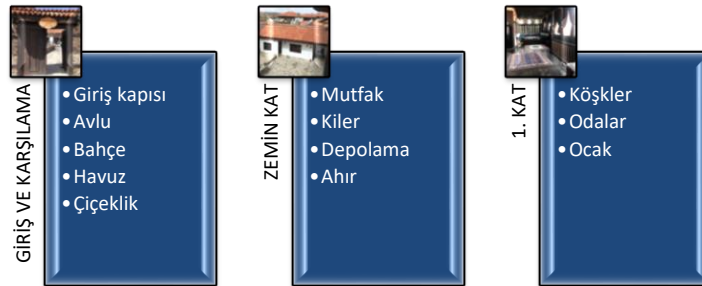 GİRİŞ VE KARŞILAMA
• Giriş kapısı
• Avlu
• Bahçe
• Havuz
• Çiçeklik
ZEMİN KAT
• Mutfak
• Kiler
• Depolama
• Ahır
1. KAT
• Köşkler
• Odalar
• Ocak